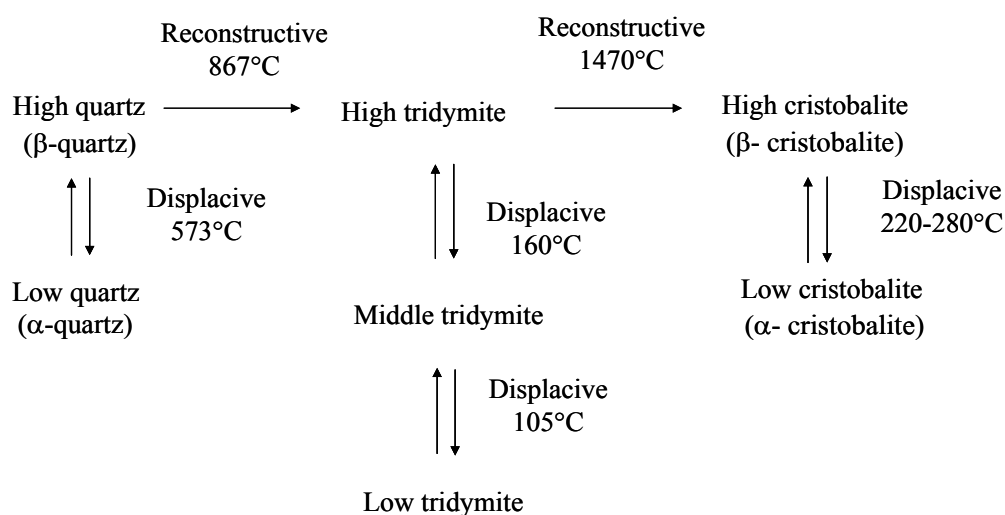 Reconstructive
867°C
Reconstructive
1470°C
High quartz
(β-quartz)
High tridymite
High cristobalite
(β- cristobalite)
Displacive
573°C
Displacive
160°C
Displacive
220-280°C
Low quartz
(α-quartz)
Middle tridymite
Low cristobalite
(α- cristobalite)
Displacive
105°C
Low tridymite